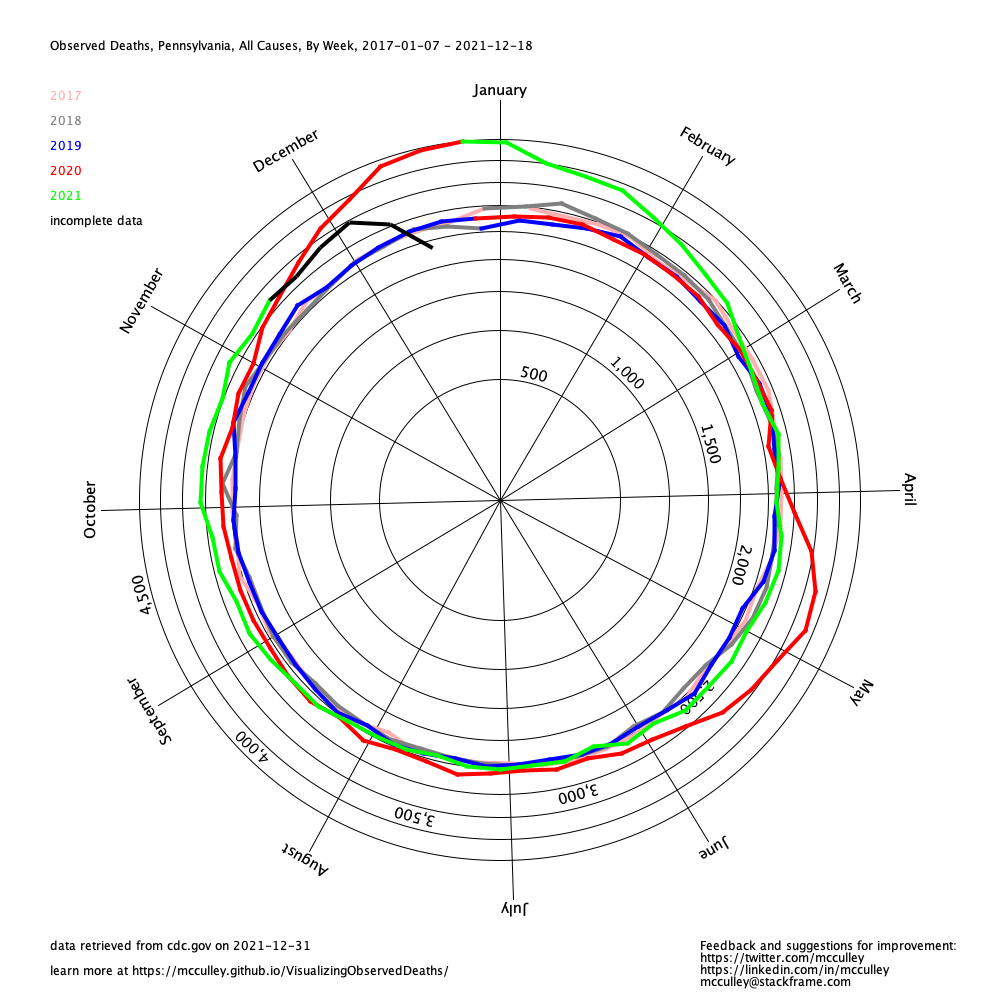 Observed Deaths, Pennsylvania, All Causes, By Week, 2017-01-07 - 2021-12-18
2017
2018
2019
2020
2021
incomplete data
January
February
March
April
May
June
July
August
September
October
November
December
500
1,000
1,500
2,000
2,500
3,000
3,500
4,000
4,500
data retrieved from cdc.gov on 2021-12-31
learn more at https://mcculley.github.io/VisualizingObservedDeaths/
Feedback and suggestions for improvement:
https://twitter.com/mcculley
https://linkedin.com/in/mcculley
mcculley@stackframe.com